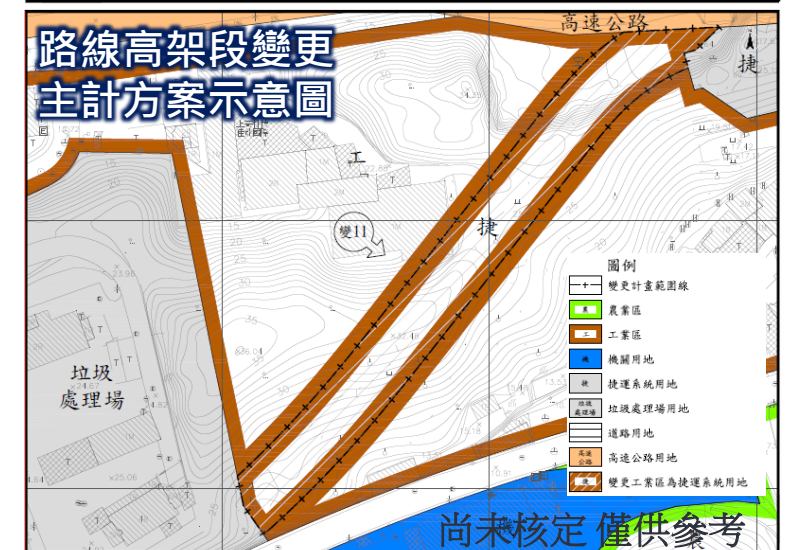 路線高架段變更
主計方案示意圖
高速公路
捷
工
變11
捷
垃圾
處理場
圖例
變更計畫範圍線
農 農業區
工 工業區
機 機關用地
捷 捷運系統用地
垃圾處理場 垃圾處理場用地
道路用地
高速公路 高速公路用地
捷 變更工業區為捷運系統用地
機
尚未核定 僅供參考